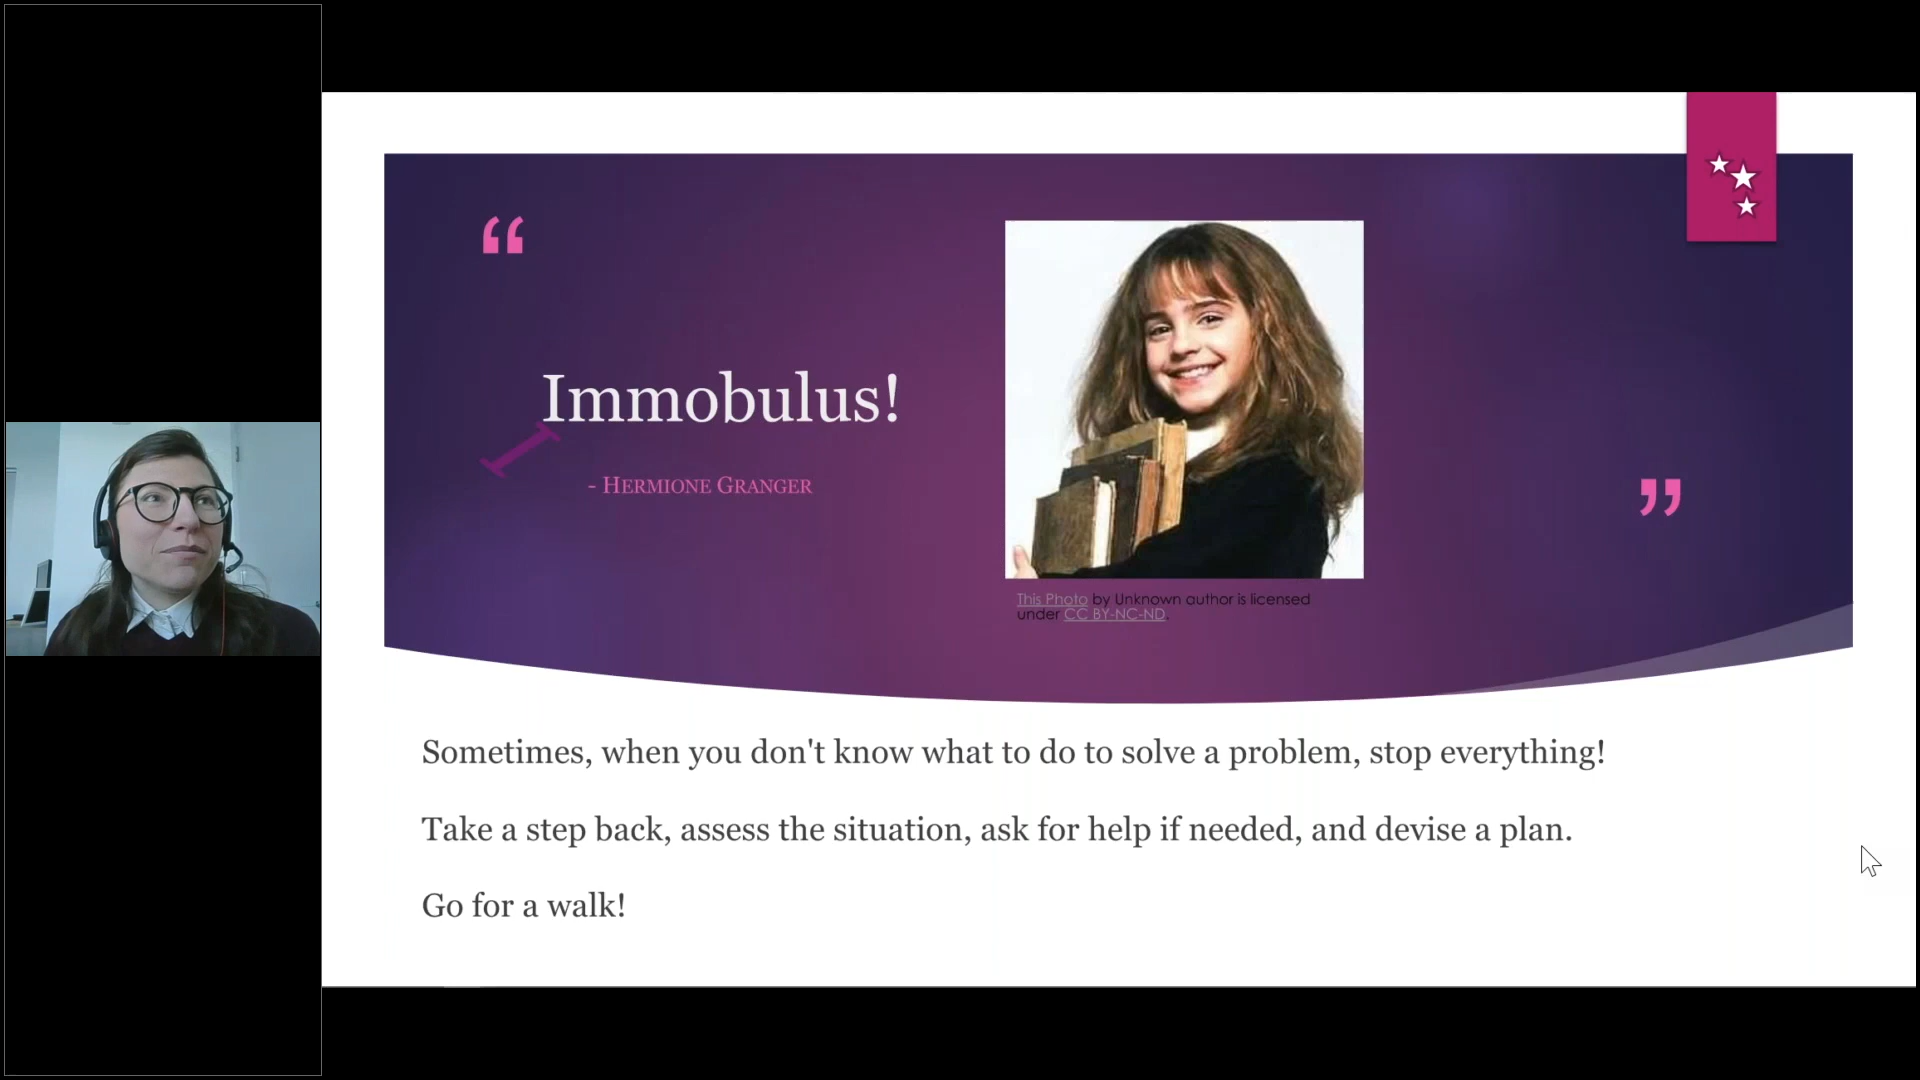 “
Immobulus!
- Hermione Granger
”
This Photo by Unknown author is licensed
under CC BY-NC-ND.
Sometimes, when you don't know what to do to solve a problem, stop everything!
Take a step back, assess the situation, ask for help if needed, and devise a plan.
Go for a walk!